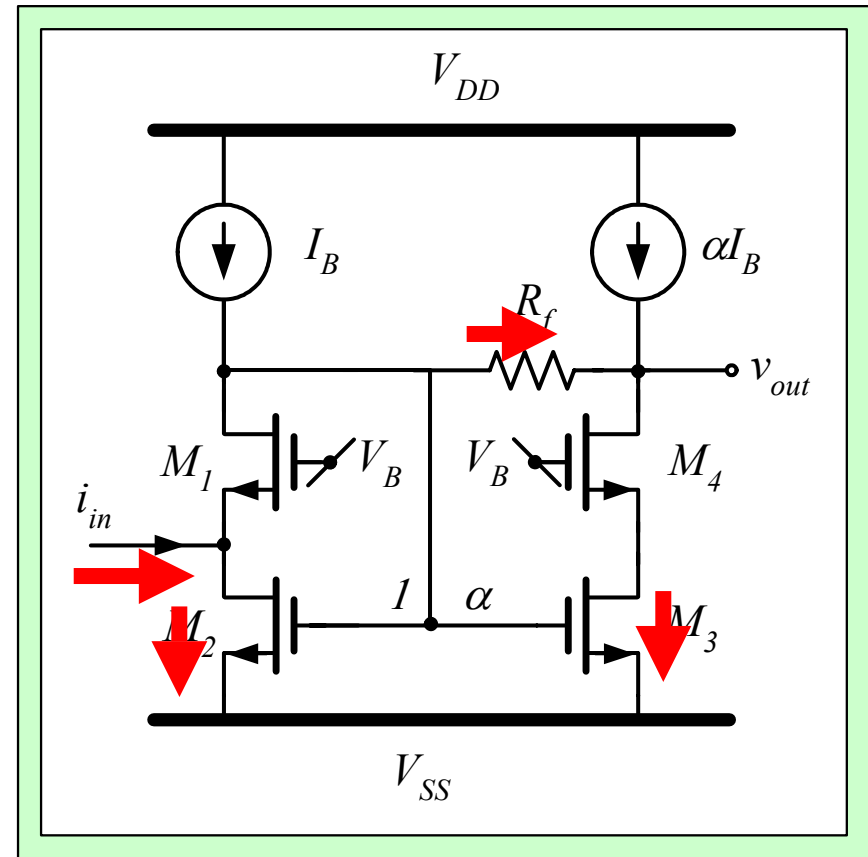 V_DD
I_B
αI_B
R_f
v_out
M_1
V_B
V_B
M_4
i_in
1
α
M_2
M_3
V_SS